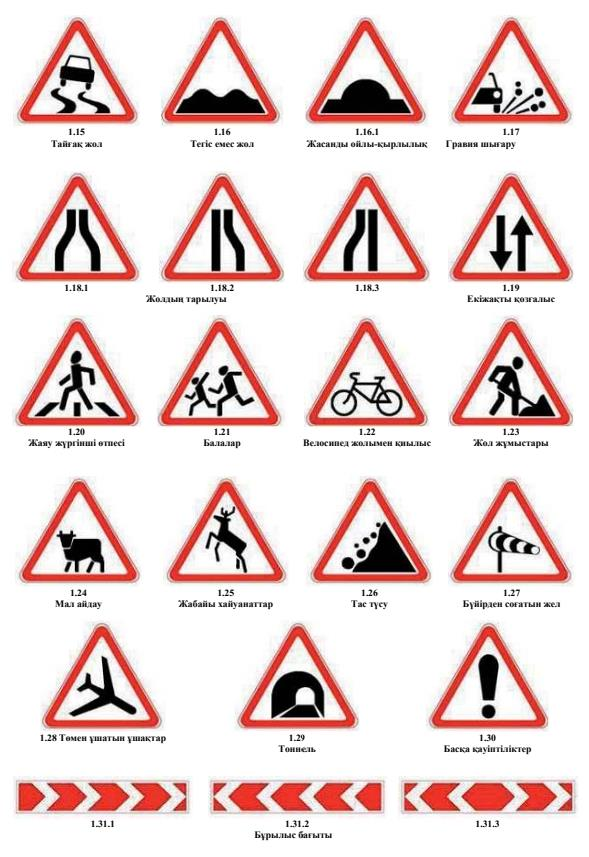 1.15 1.16 1.16.1 1.17
Тайғақ жол Тегіс емес жол Жасанды ойлы-қырлылық Гравия шығару
1.18.1 1.18.2 1.18.3 1.19
Жолдың тарылуы Екіжақты қозғалыс
1.20 1.21 1.22 1.23
Жаяу жүргінші өтпесі Балалар Велосипед жолымен қиылыс Жол жұмыстары
1.24 1.25 1.26 1.27
Мал айдау Жабайы хайуанаттар Тас түсу Бүйірден соғатын жел
1.28 Төмен ұшатын ұшақтар 1.29 1.30
Тоннель Басқа қауіптіліктер
1.31.1 1.31.2 1.31.3
Бұрылыс бағыты